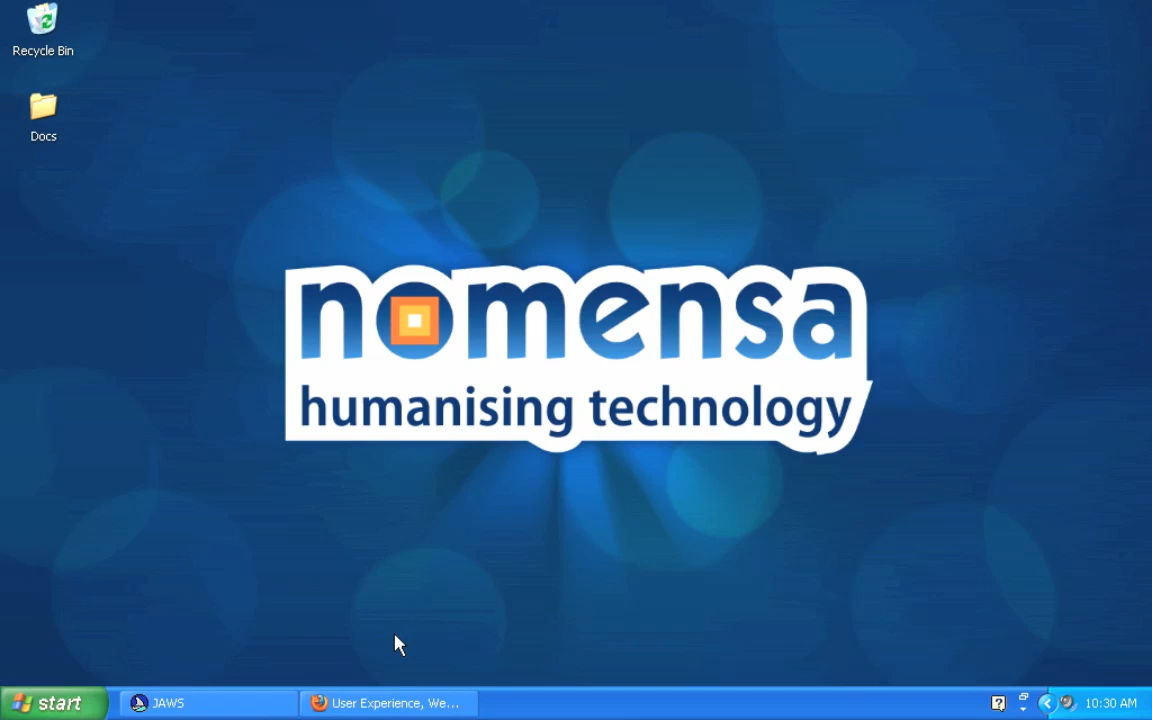 Recycle Bin
Docs
nomensa
humanising technology
start
JAWS
User Experience, We...
10:30 AM